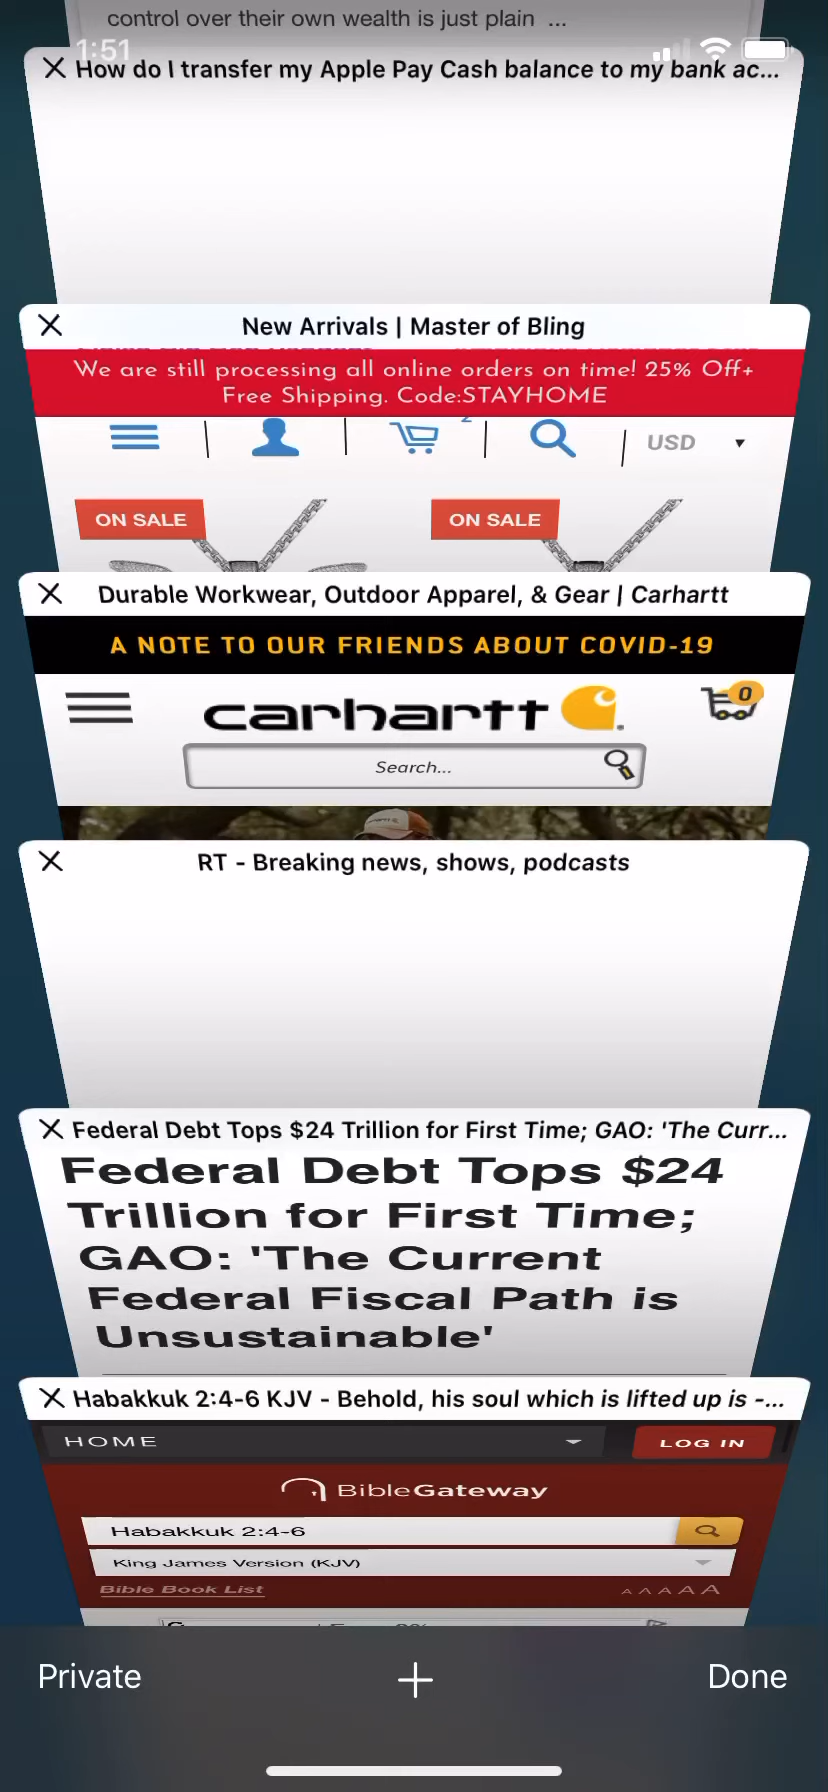 control over their own wealth is just plain ...
1:51
How do I transfer my Apple Pay Cash balance to my bank ac...
New Arrivals | Master of Bling
We are still processing all online orders on time! 25% Off+
Free Shipping. Code:STAYHOME
2
USD
ON SALE
ON SALE
Durable Workwear, Outdoor Apparel, & Gear | Carhartt
A NOTE TO OUR FRIENDS ABOUT COVID-19
carhartt
0
Search...
RT - Breaking news, shows, podcasts
Federal Debt Tops $24 Trillion for First Time; GAO: 'The Curr...
Federal Debt Tops $24
Trillion for First Time;
GAO: 'The Current
Federal Fiscal Path is
Unsustainable'
Habakkuk 2:4-6 KJV - Behold, his soul which is lifted up is -...
HOME
LOG IN
BibleGateway
Habakkuk 2:4-6
King James Version (KJV)
Bible Book List
A A A A A
Private
Done